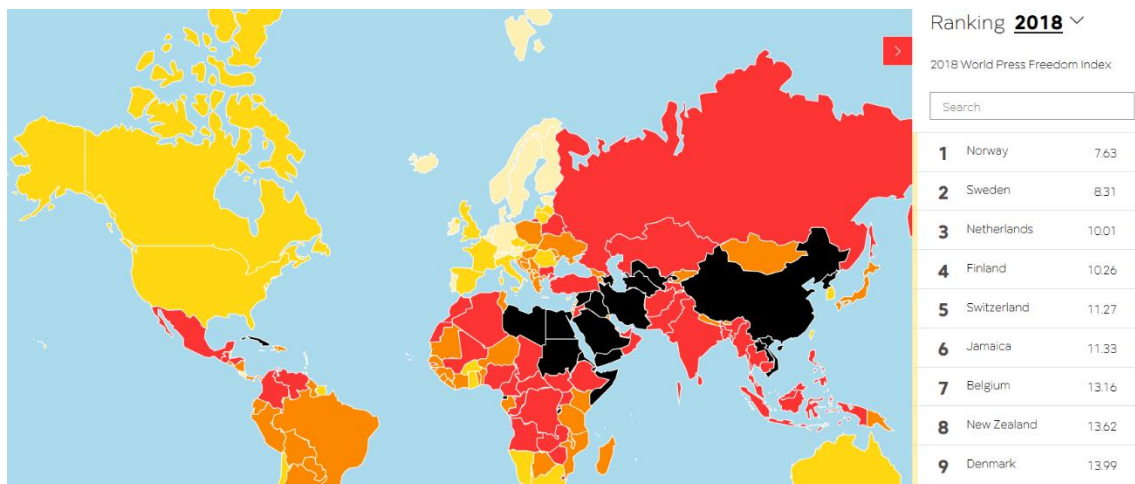 Ranking 2018
2018 World Press Freedom Index
Search
1 Norway 7.63
2 Sweden 8.31
3 Netherlands 10.01
4 Finland 10.26
5 Switzerland 11.27
6 Jamaica 11.33
7 Belgium 13.16
8 New Zealand 13.62
9 Denmark 13.99